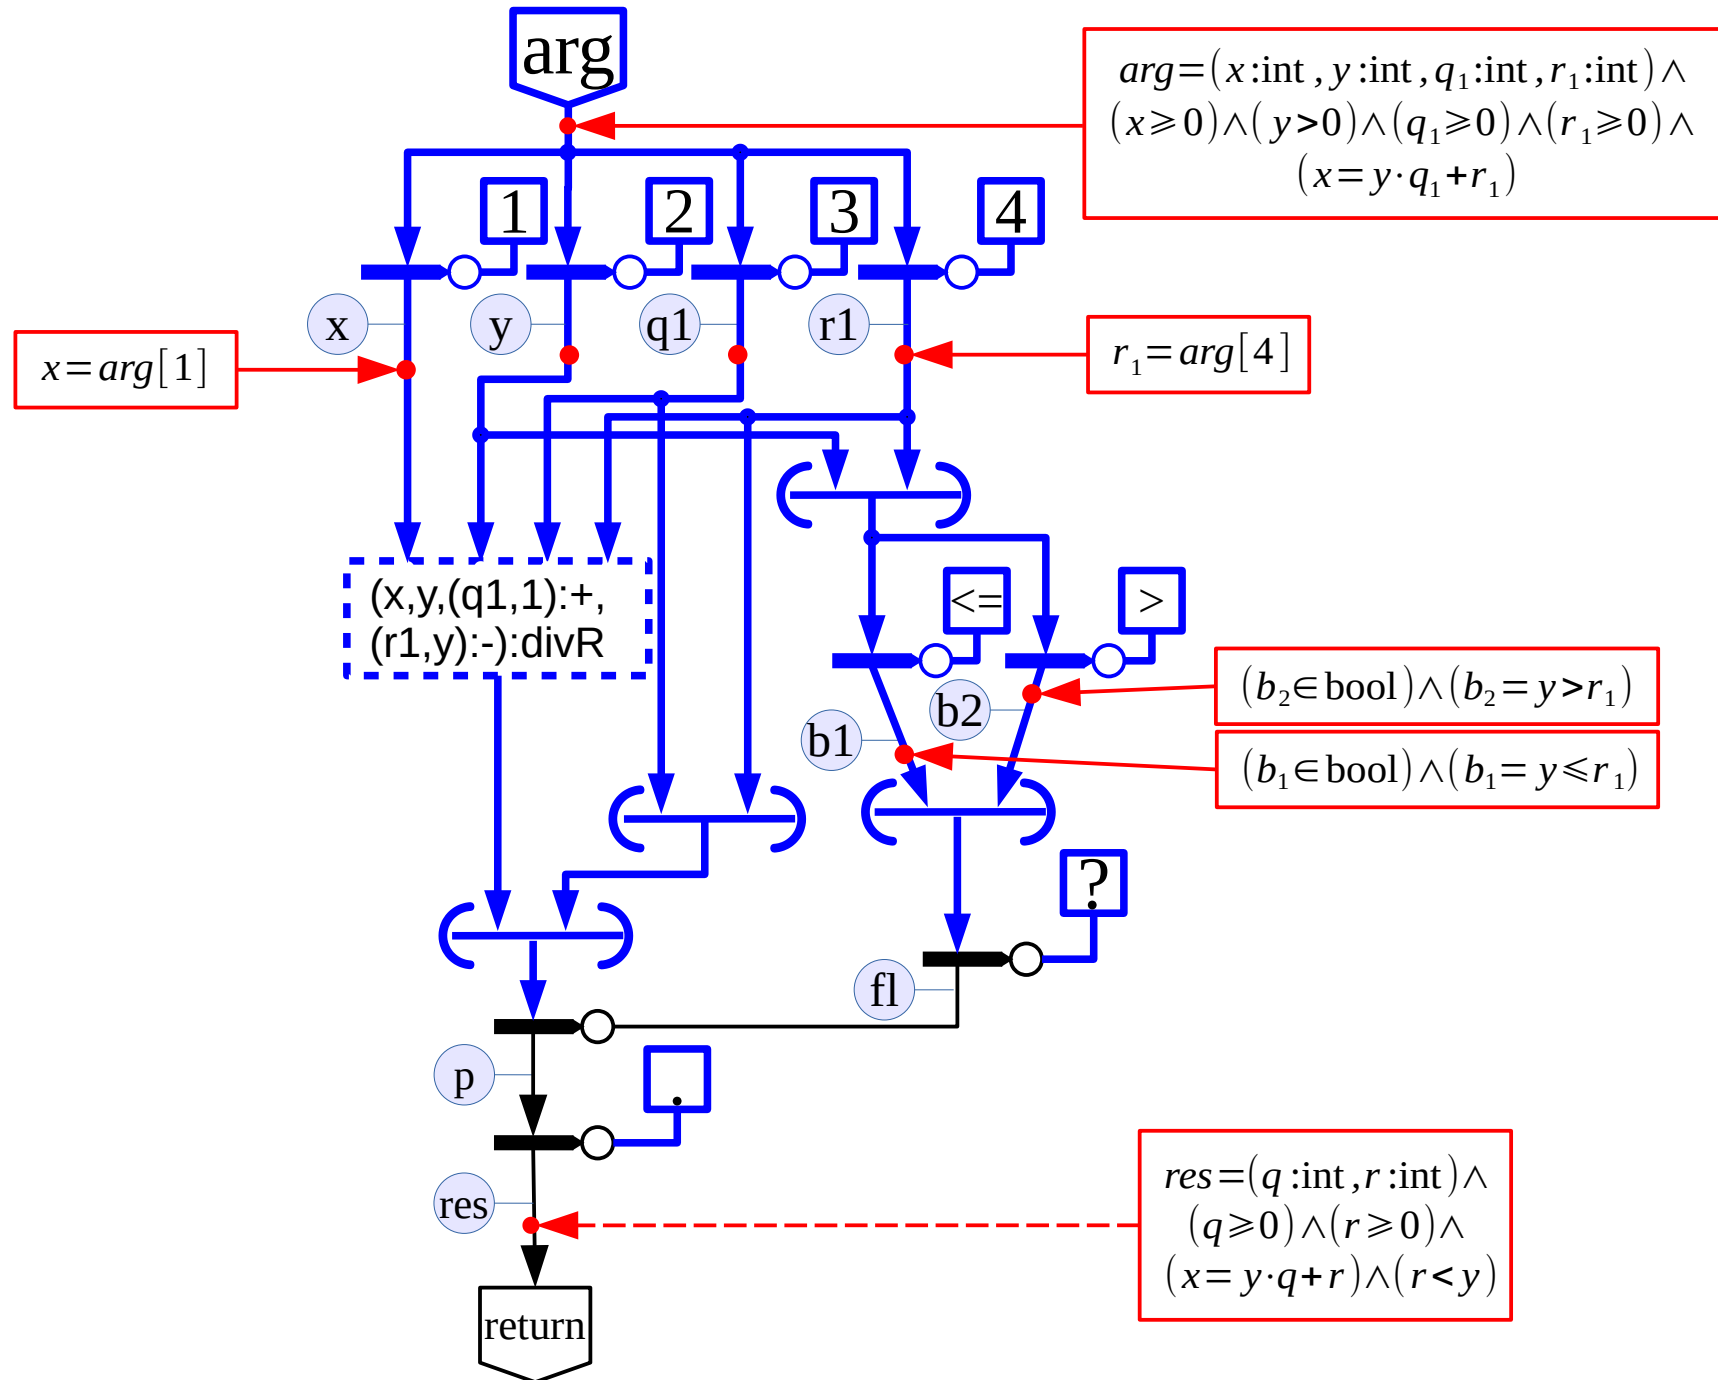 arg
arg=(x:int,y:int,q₁:int,r₁:int)∧
(x⩾0)∧(y>0)∧(q₁⩾0)∧(r₁⩾0)∧
(x=y·q₁+r₁)
1
2
3
4
x
y
q1
r1
x=arg[1]
r₁=arg[4]
(x,y,(q1,1):+,
(r1,y):-):divR
<=
>
b2
b1
(b₂∈bool)∧(b₂=y>r₁)
(b₁∈bool)∧(b₁=y⩽r₁)
?
fl
p
.
res
res=(q:int,r:int)∧
(q⩾0)∧(r⩾0)∧
(x=y·q+r)∧(r<y)
return